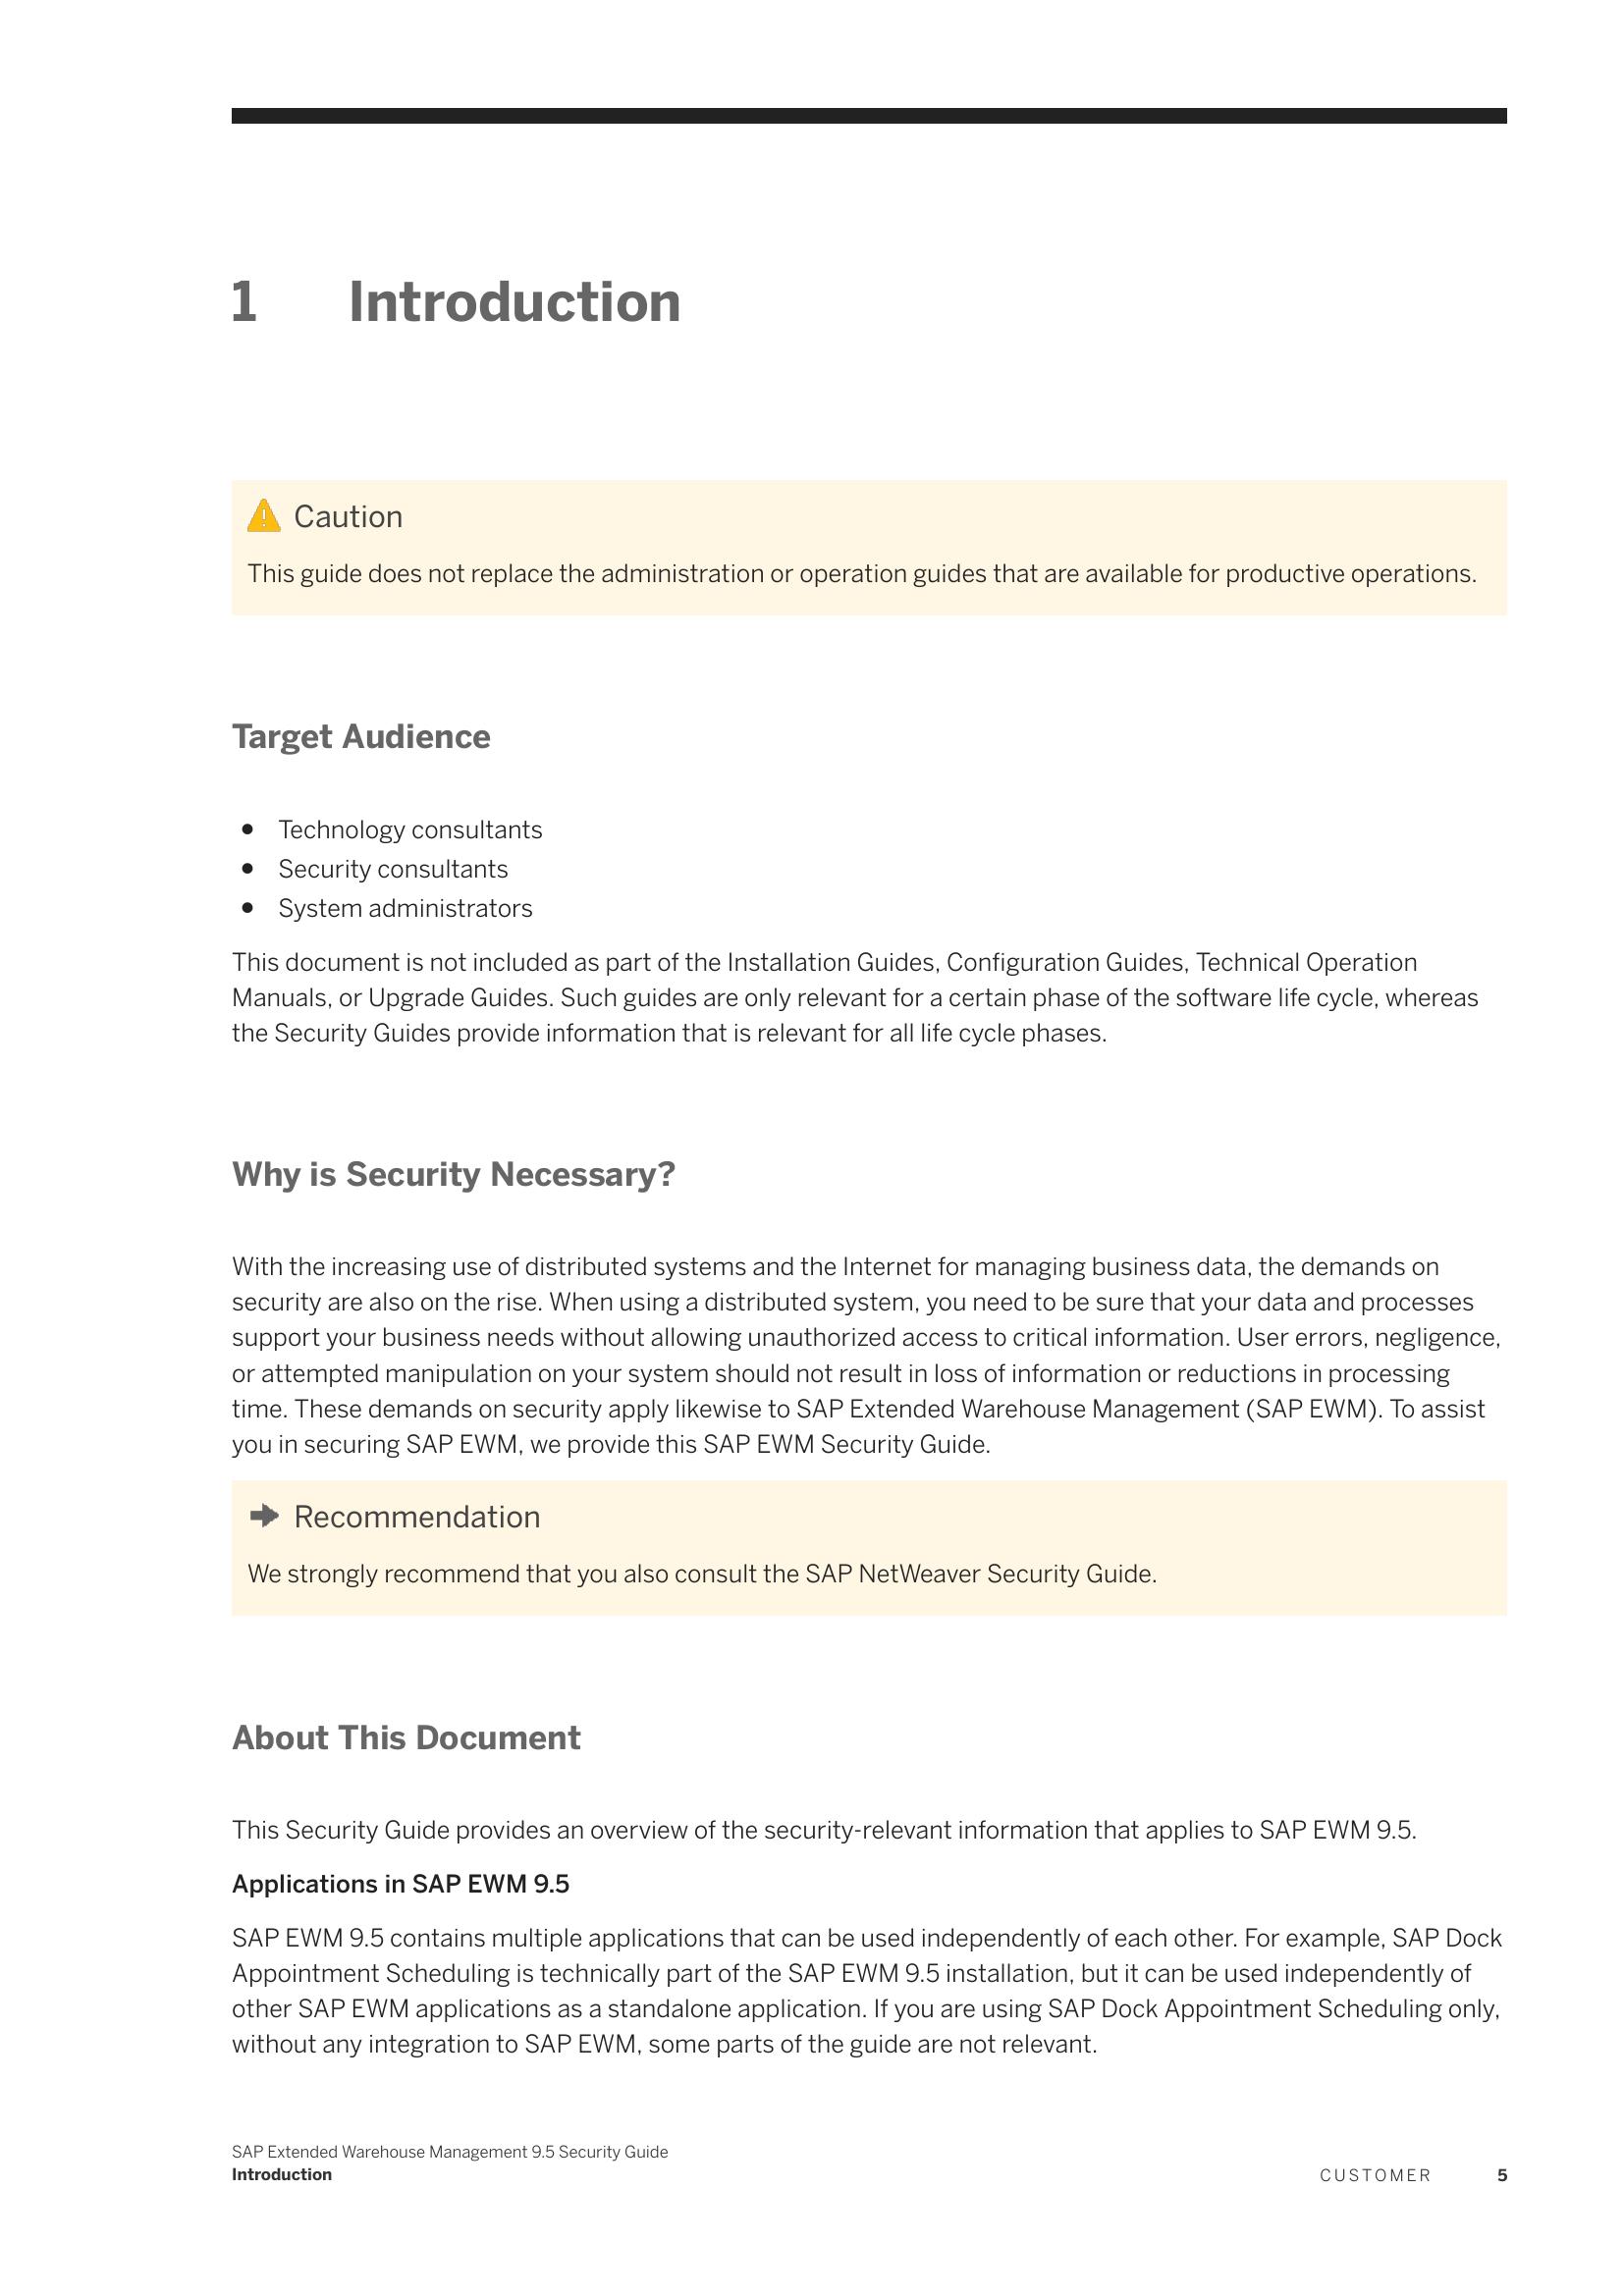 1 Introduction
Caution
This guide does not replace the administration or operation guides that are available for productive operations.
Target Audience
● Technology consultants
● Security consultants
● System administrators
This document is not included as part of the Installation Guides, Configuration Guides, Technical Operation
Manuals, or Upgrade Guides. Such guides are only relevant for a certain phase of the software life cycle, whereas
the Security Guides provide information that is relevant for all life cycle phases.
Why is Security Necessary?
With the increasing use of distributed systems and the Internet for managing business data, the demands on
security are also on the rise. When using a distributed system, you need to be sure that your data and processes
support your business needs without allowing unauthorized access to critical information. User errors, negligence,
or attempted manipulation on your system should not result in loss of information or reductions in processing
time. These demands on security apply likewise to SAP Extended Warehouse Management (SAP EWM). To assist
you in securing SAP EWM, we provide this SAP EWM Security Guide.
Recommendation
We strongly recommend that you also consult the SAP NetWeaver Security Guide.
About This Document
This Security Guide provides an overview of the security-relevant information that applies to SAP EWM 9.5.
Applications in SAP EWM 9.5
SAP EWM 9.5 contains multiple applications that can be used independently of each other. For example, SAP Dock
Appointment Scheduling is technically part of the SAP EWM 9.5 installation, but it can be used independently of
other SAP EWM applications as a standalone application. If you are using SAP Dock Appointment Scheduling only,
without any integration to SAP EWM, some parts of the guide are not relevant.
SAP Extended Warehouse Management 9.5 Security Guide
Introduction
CUSTOMER 5